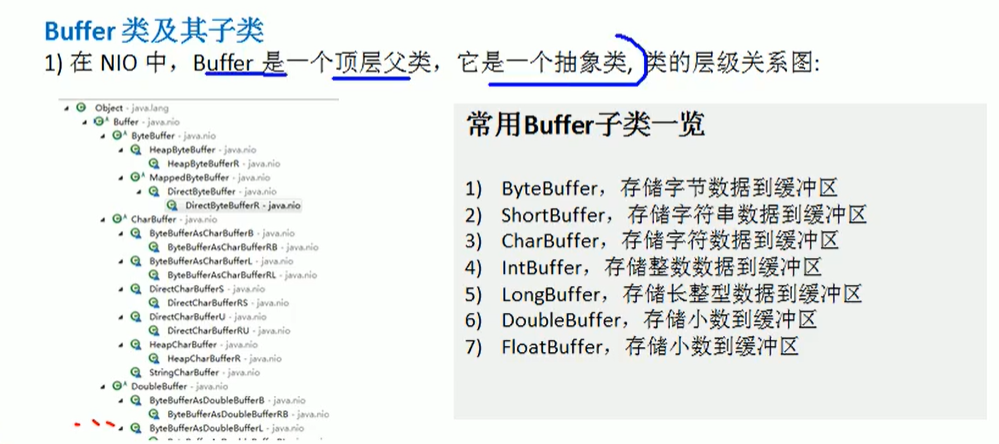 Buffer 类及其子类
1) 在 NIO 中，Buffer 是一个顶层父类，它是一个抽象类, 类的层级关系图:
Object - java.lang
Buffer - java.nio
ByteBuffer - java.nio
HeapByteBuffer - java.nio
HeapByteBufferR - java.nio
MappedByteBuffer - java.nio
DirectByteBuffer - java.nio
DirectByteBufferR - java.nio
CharBuffer - java.nio
ByteBufferAsCharBufferB - java.nio
ByteBufferAsCharBufferRB - java.nio
ByteBufferAsCharBufferL - java.nio
ByteBufferAsCharBufferRL - java.nio
DirectCharBufferS - java.nio
DirectCharBufferRS - java.nio
DirectCharBufferU - java.nio
DirectCharBufferRU - java.nio
HeapCharBuffer - java.nio
HeapCharBufferR - java.nio
StringCharBuffer - java.nio
DoubleBuffer - java.nio
ByteBufferAsDoubleBufferB - java.nio
ByteBufferAsDoubleBufferRB - java.nio
ByteBufferAsDoubleBufferL - java.nio
常用Buffer子类一览
1) ByteBuffer，存储字节数据到缓冲区
2) ShortBuffer，存储字符串数据到缓冲区
3) CharBuffer，存储字符数据到缓冲区
4) IntBuffer，存储整数数据到缓冲区
5) LongBuffer，存储长整型数据到缓冲区
6) DoubleBuffer，存储小数到缓冲区
7) FloatBuffer，存储小数到缓冲区